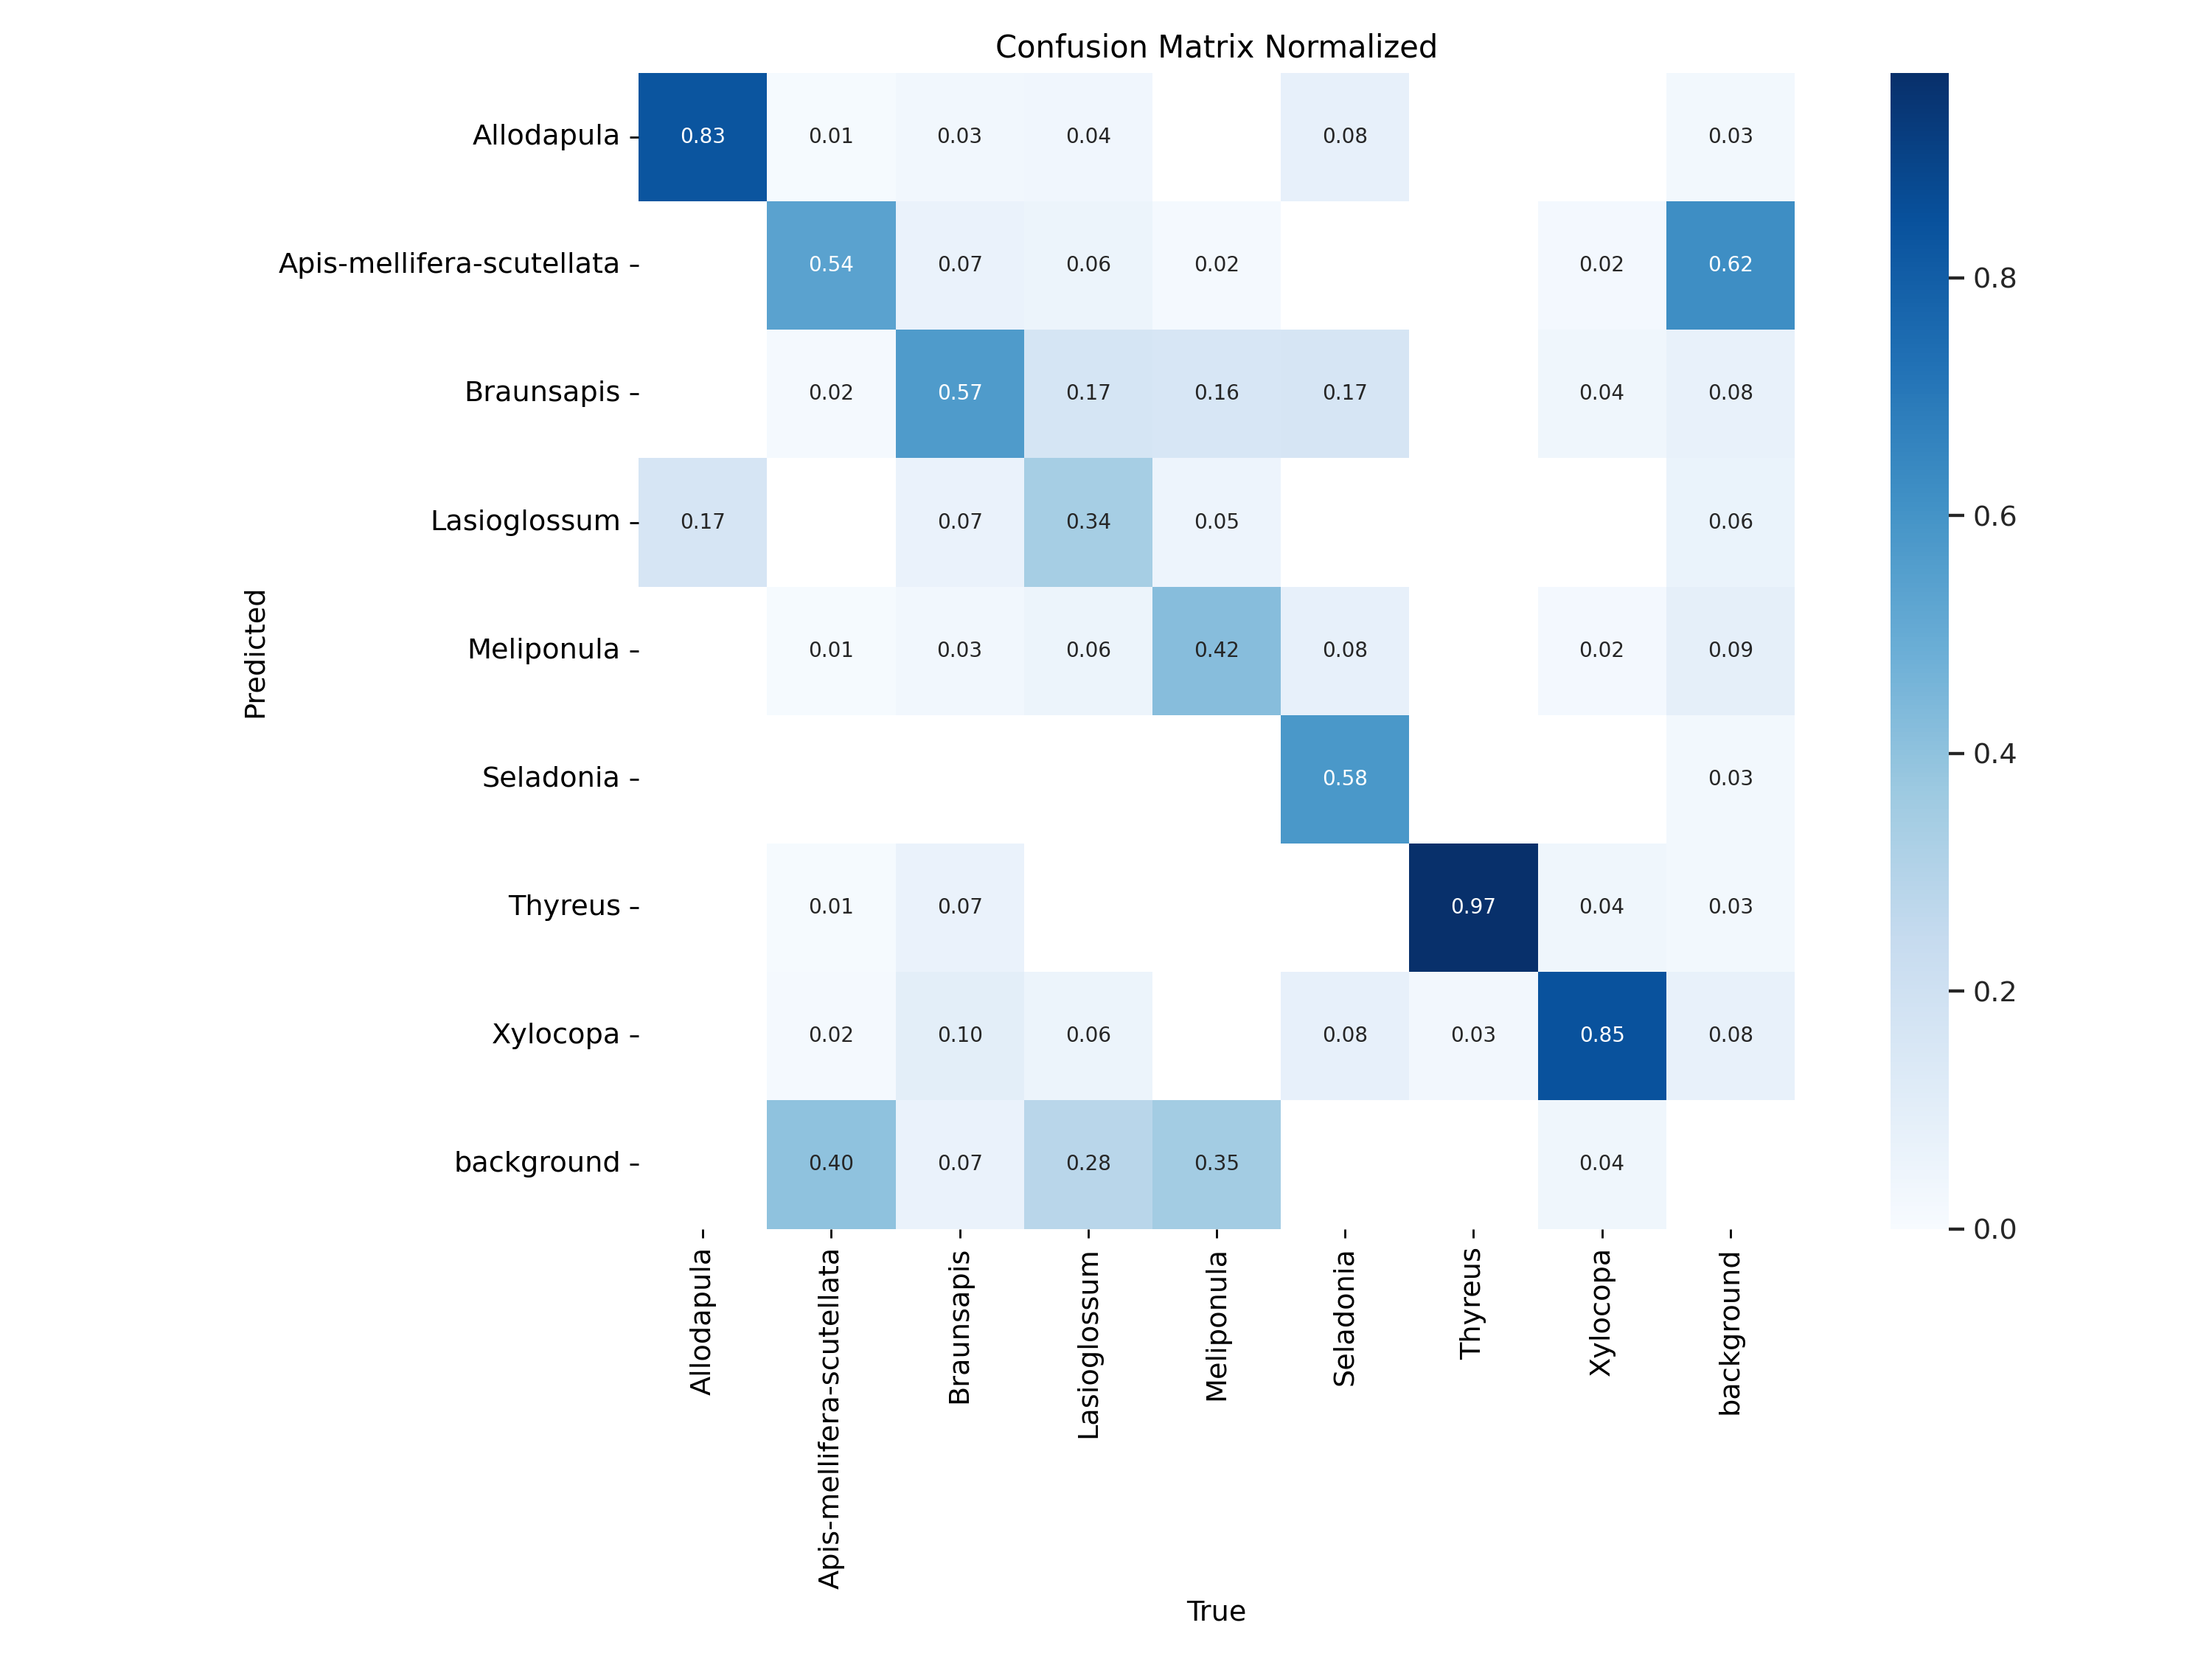 Confusion Matrix Normalized
Allodapula 0.83 0.01 0.03 0.04 0.08 0.03
Apis-mellifera-scutellata 0.54 0.07 0.06 0.02 0.02 0.62
Braunsapis 0.02 0.57 0.17 0.16 0.17 0.04 0.08
Lasioglossum 0.17 0.07 0.34 0.05 0.06
Meliponula 0.01 0.03 0.06 0.42 0.08 0.02 0.09
Seladonia 0.58 0.03
Thyreus 0.01 0.07 0.97 0.04 0.03
Xylocopa 0.02 0.10 0.06 0.08 0.03 0.85 0.08
background 0.40 0.07 0.28 0.35 0.04
Predicted
Allodapula
Apis-mellifera-scutellata
Braunsapis
Lasioglossum
Meliponula
Seladonia
Thyreus
Xylocopa
background
True
0.8
0.6
0.4
0.2
0.0